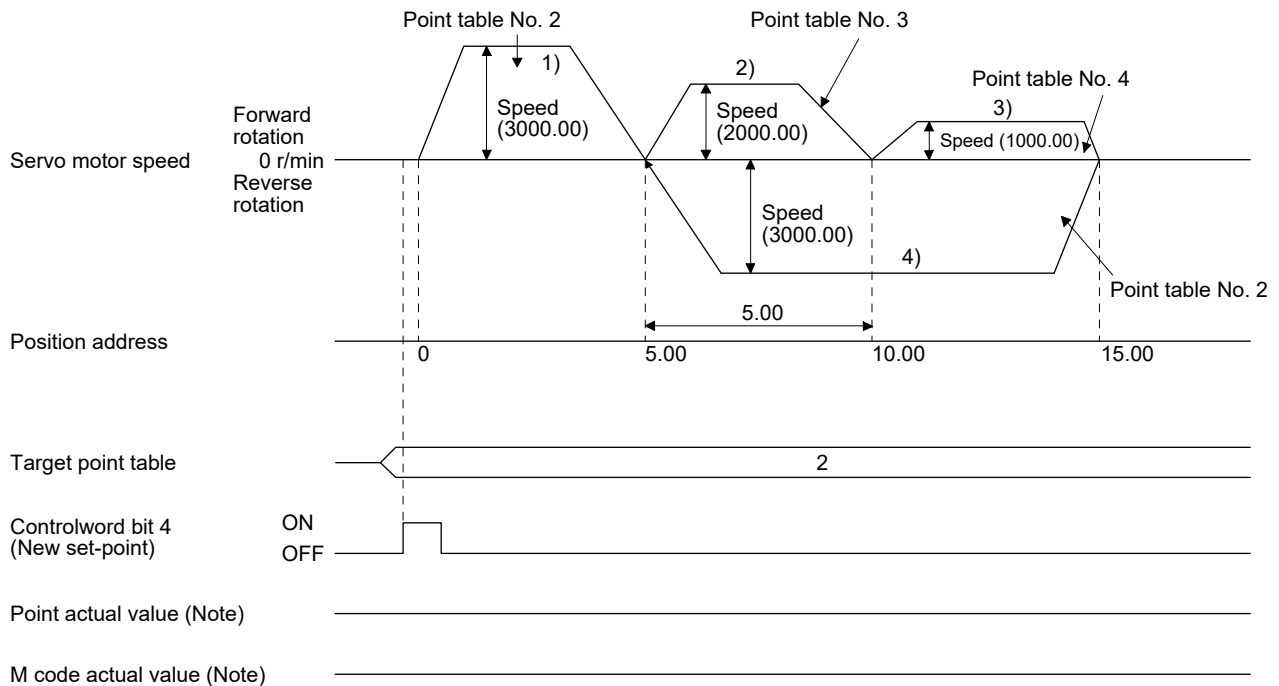 Point table No. 2
Point table No. 3
1)
2)
Point table No. 4
3)
Forward
rotation
Speed
(3000.00)
Speed
(2000.00)
Speed (1000.00)
Servo motor speed
0 r/min
Reverse
rotation
Speed
(3000.00)
4)
Point table No. 2
5.00
Position address
0
5.00
10.00
15.00
Target point table
2
Controlword bit 4
(New set-point)
ON
OFF
Point actual value (Note)
M code actual value (Note)